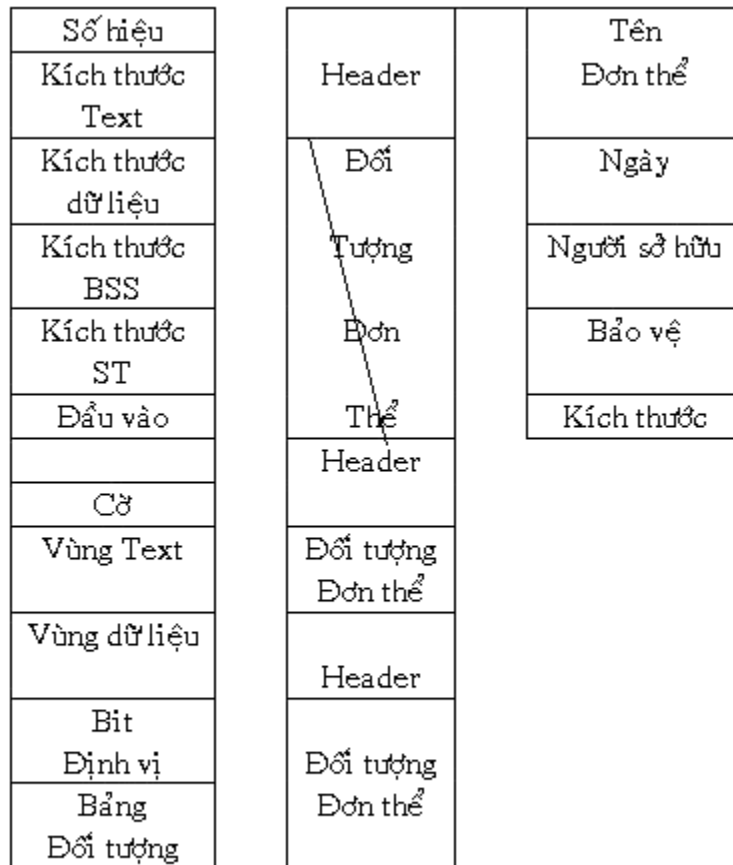 Số hiệu
Kích thước
Text
Kích thước
dữ liệu
Kích thước
BSS
Kích thước
ST
Đầu vào
Cờ
Vùng Text
Vùng dữ liệu
Bit
Định vị
Bảng
Đối tượng
Header
Đối
Tượng
Đơn
Thể
Header
Đối tượng
Đơn thể
Header
Đối tượng
Đơn thể
Tên
Đơn thể
Ngày
Người sở hữu
Bảo vệ
Kích thước